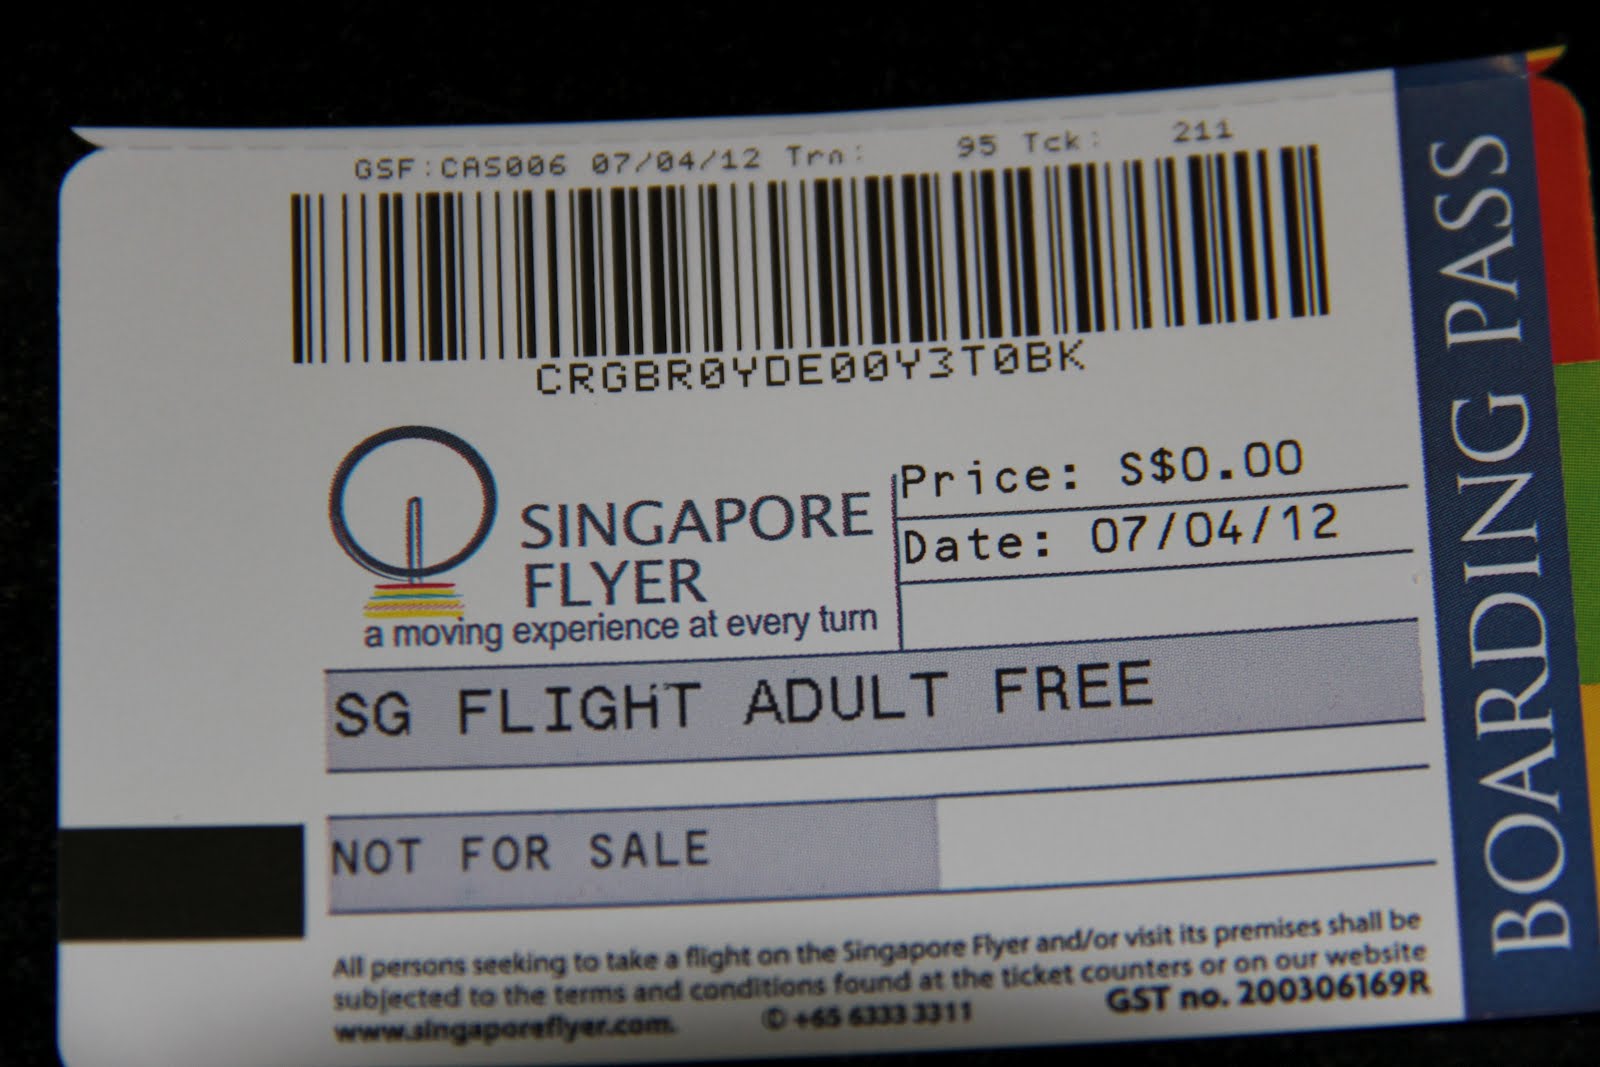 GSF:CAS006 07/04/12 Trn: 95 Tck: 211
CRGBR0YDE00Y3T0BK
SINGAPORE
FLYER
a moving experience at every turn
Price: S$0.00
Date: 07/04/12
SG FLIGHT ADULT FREE
NOT FOR SALE
All persons seeking to take a flight on the Singapore Flyer and/or visit its premises shall be
subjected to the terms and conditions found at the ticket counters or on our website
www.singaporeflyer.com. ✆ +65 6333 3311 GST no. 200306169R
BOARDING PASS